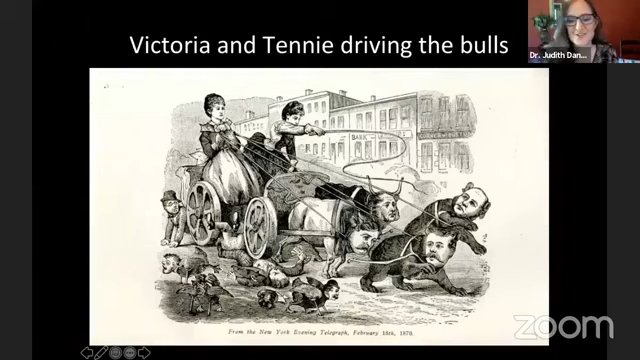 Victoria and Tennie driving the bulls
Dr. Judith Dan...
BANK
From the New York Evening Telegraph, February 18th, 1870.
zoom